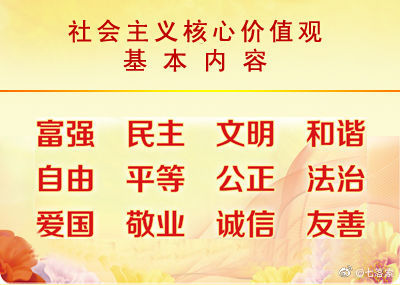 社会主义核心价值观
基本内容
富强 民主 文明 和谐
自由 平等 公正 法治
爱国 敬业 诚信 友善
@七洛索